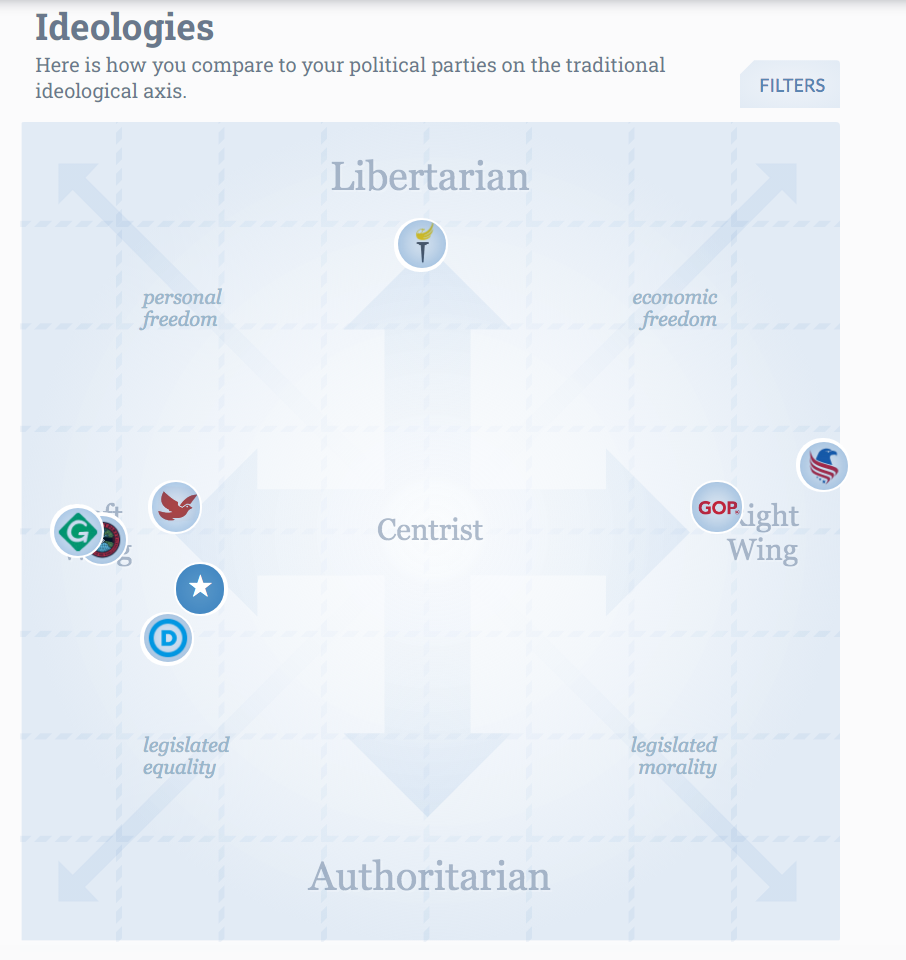 Ideologies
Here is how you compare to your political parties on the traditional
ideological axis.
FILTERS
Libertarian
personal
freedom
economic
freedom
Centrist
G
D
GOP
Wing
legislated
equality
legislated
morality
Authoritarian